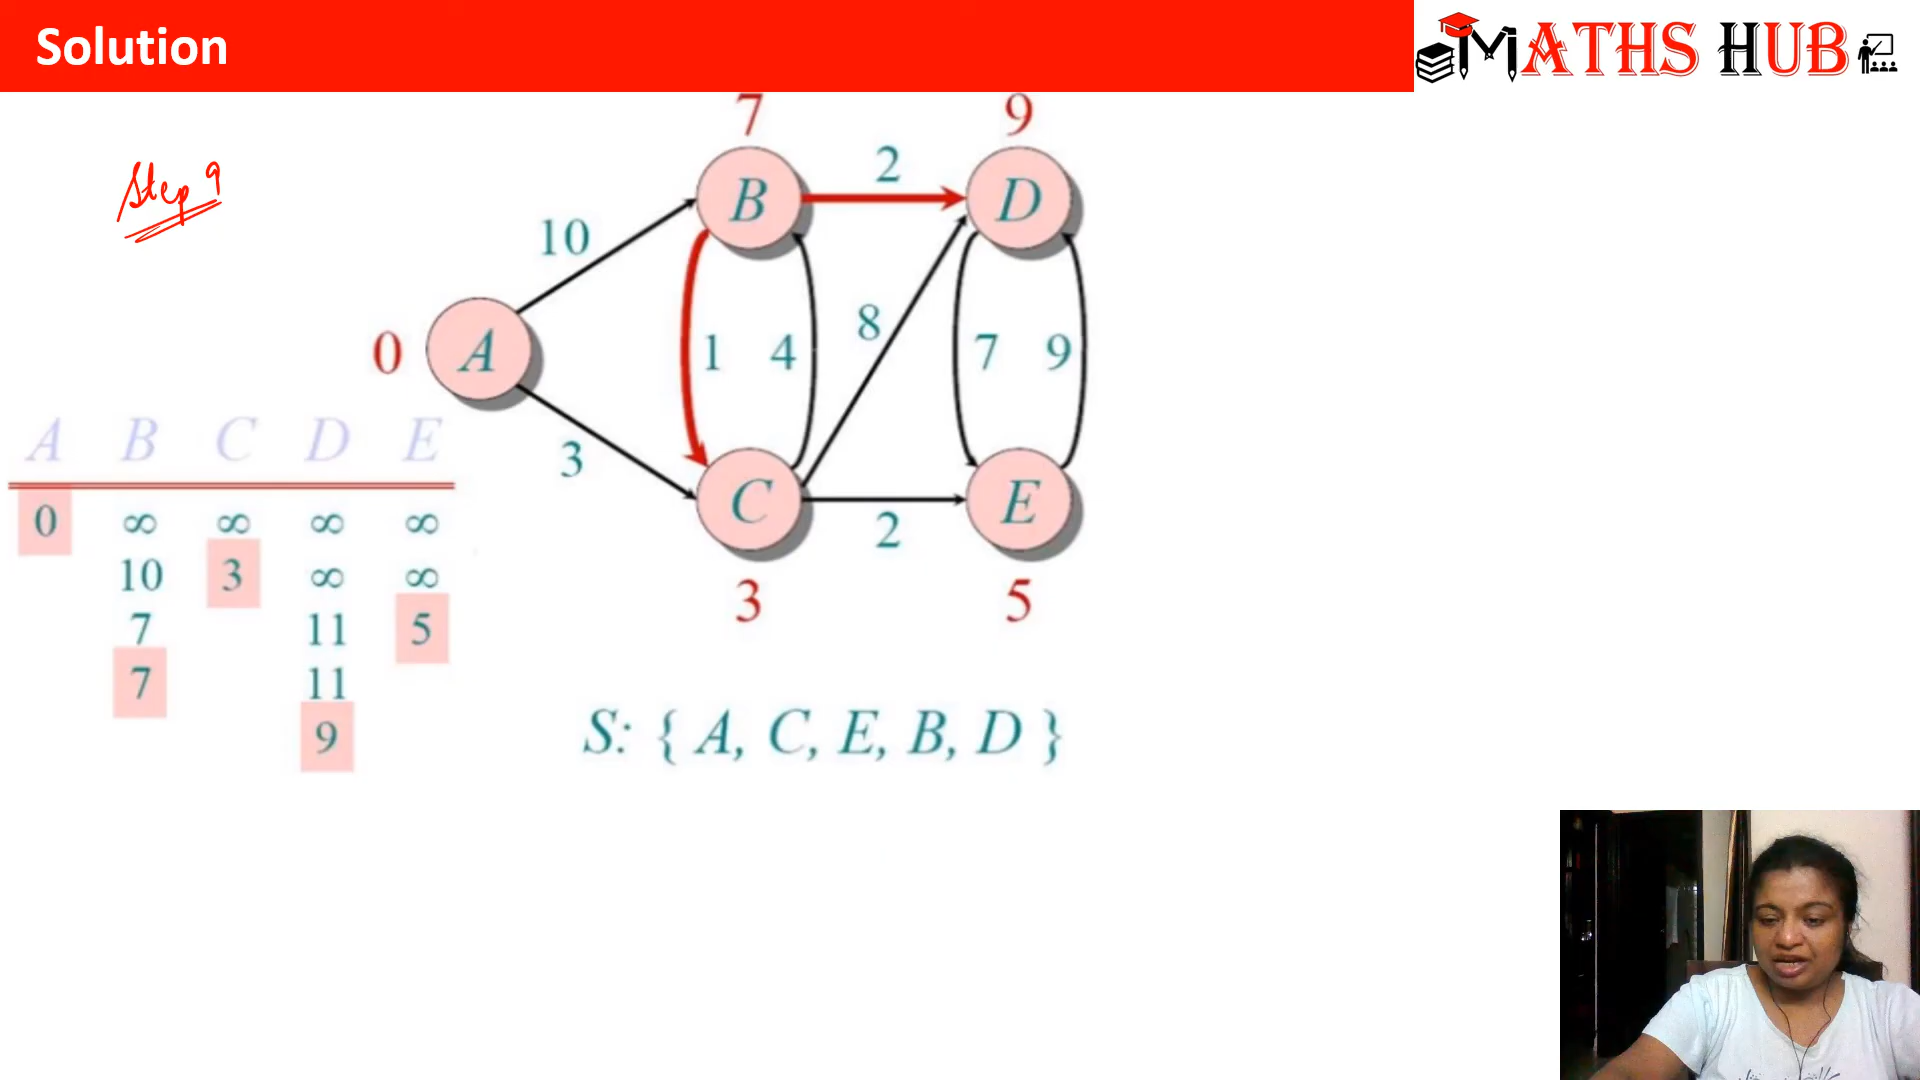 Solution
MATHS HUB
Step 9
7
9
B
2
D
10
0
A
1
4
8
7
9
3
C
2
E
3
5
A B C D E
0 ∞ ∞ ∞ ∞
10 3 ∞ ∞
7 11 5
7 11
9
S: { A, C, E, B, D }